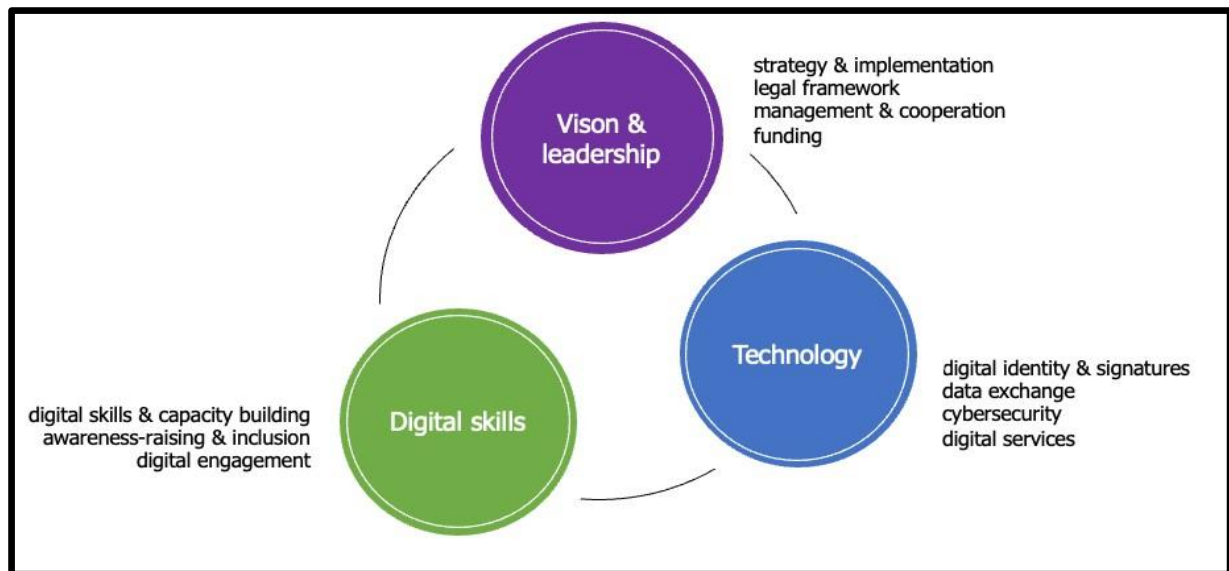 Vison &
leadership
strategy & implementation
legal framework
management & cooperation
funding
Technology
digital identity & signatures
data exchange
cybersecurity
digital services
Digital skills
digital skills & capacity building
awareness-raising & inclusion
digital engagement